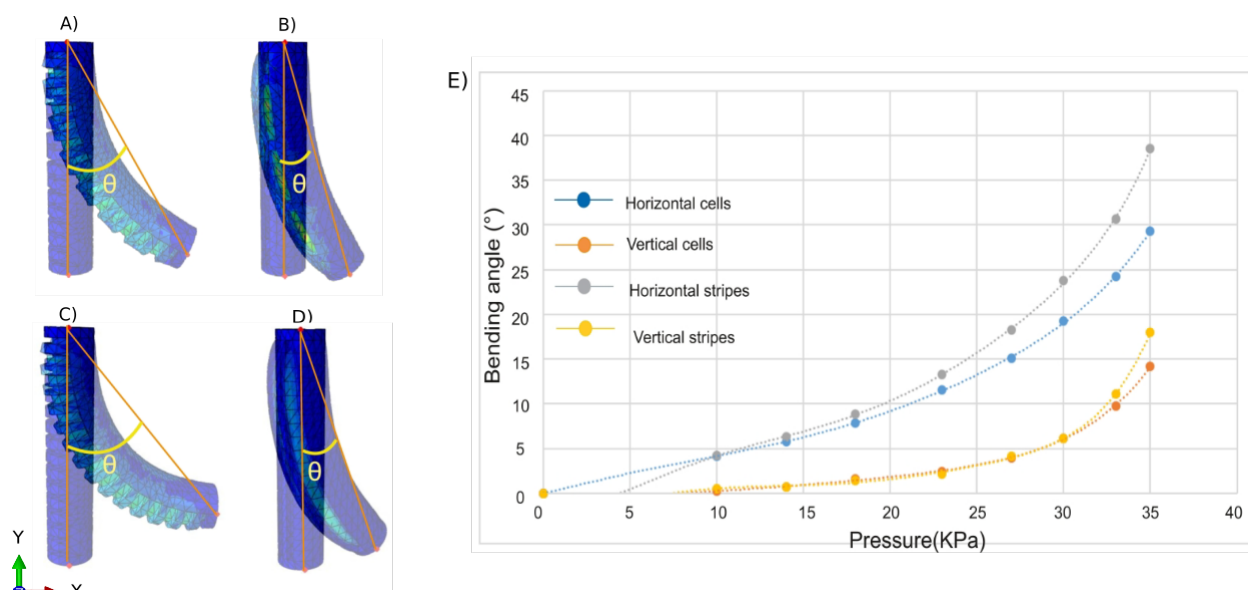 A)
B)
θ
θ
C)
D)
θ
θ
Y
X
E)
Bending angle (°)
45
40
35
30
25
20
15
10
5
0
Horizontal cells
Vertical cells
Horizontal stripes
Vertical stripes
0 5 10 15 20 25 30 35 40
Pressure(KPa)